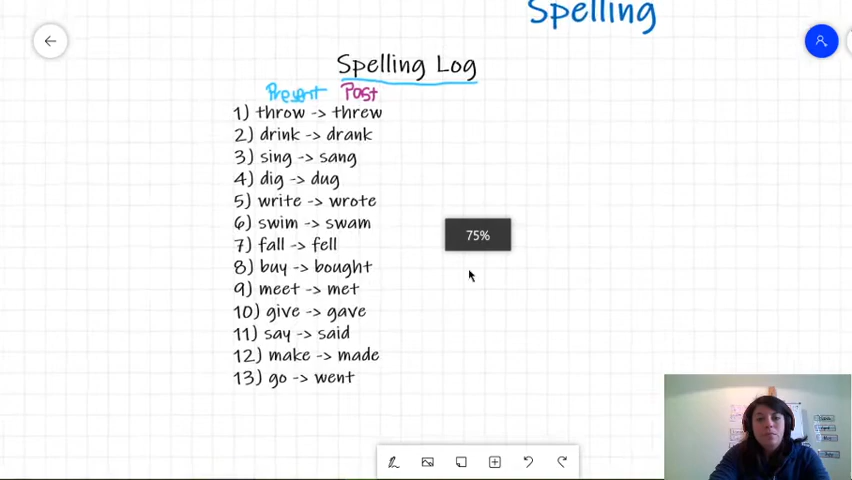 Spelling
Spelling Log
Present Past
1) throw -> threw
2) drink -> drank
3) sing -> sang
4) dig -> dug
5) write -> wrote
6) swim -> swam
7) fall -> fell
8) buy -> bought
9) meet -> met
10) give -> gave
11) say -> said
12) make -> made
13) go -> went
75%